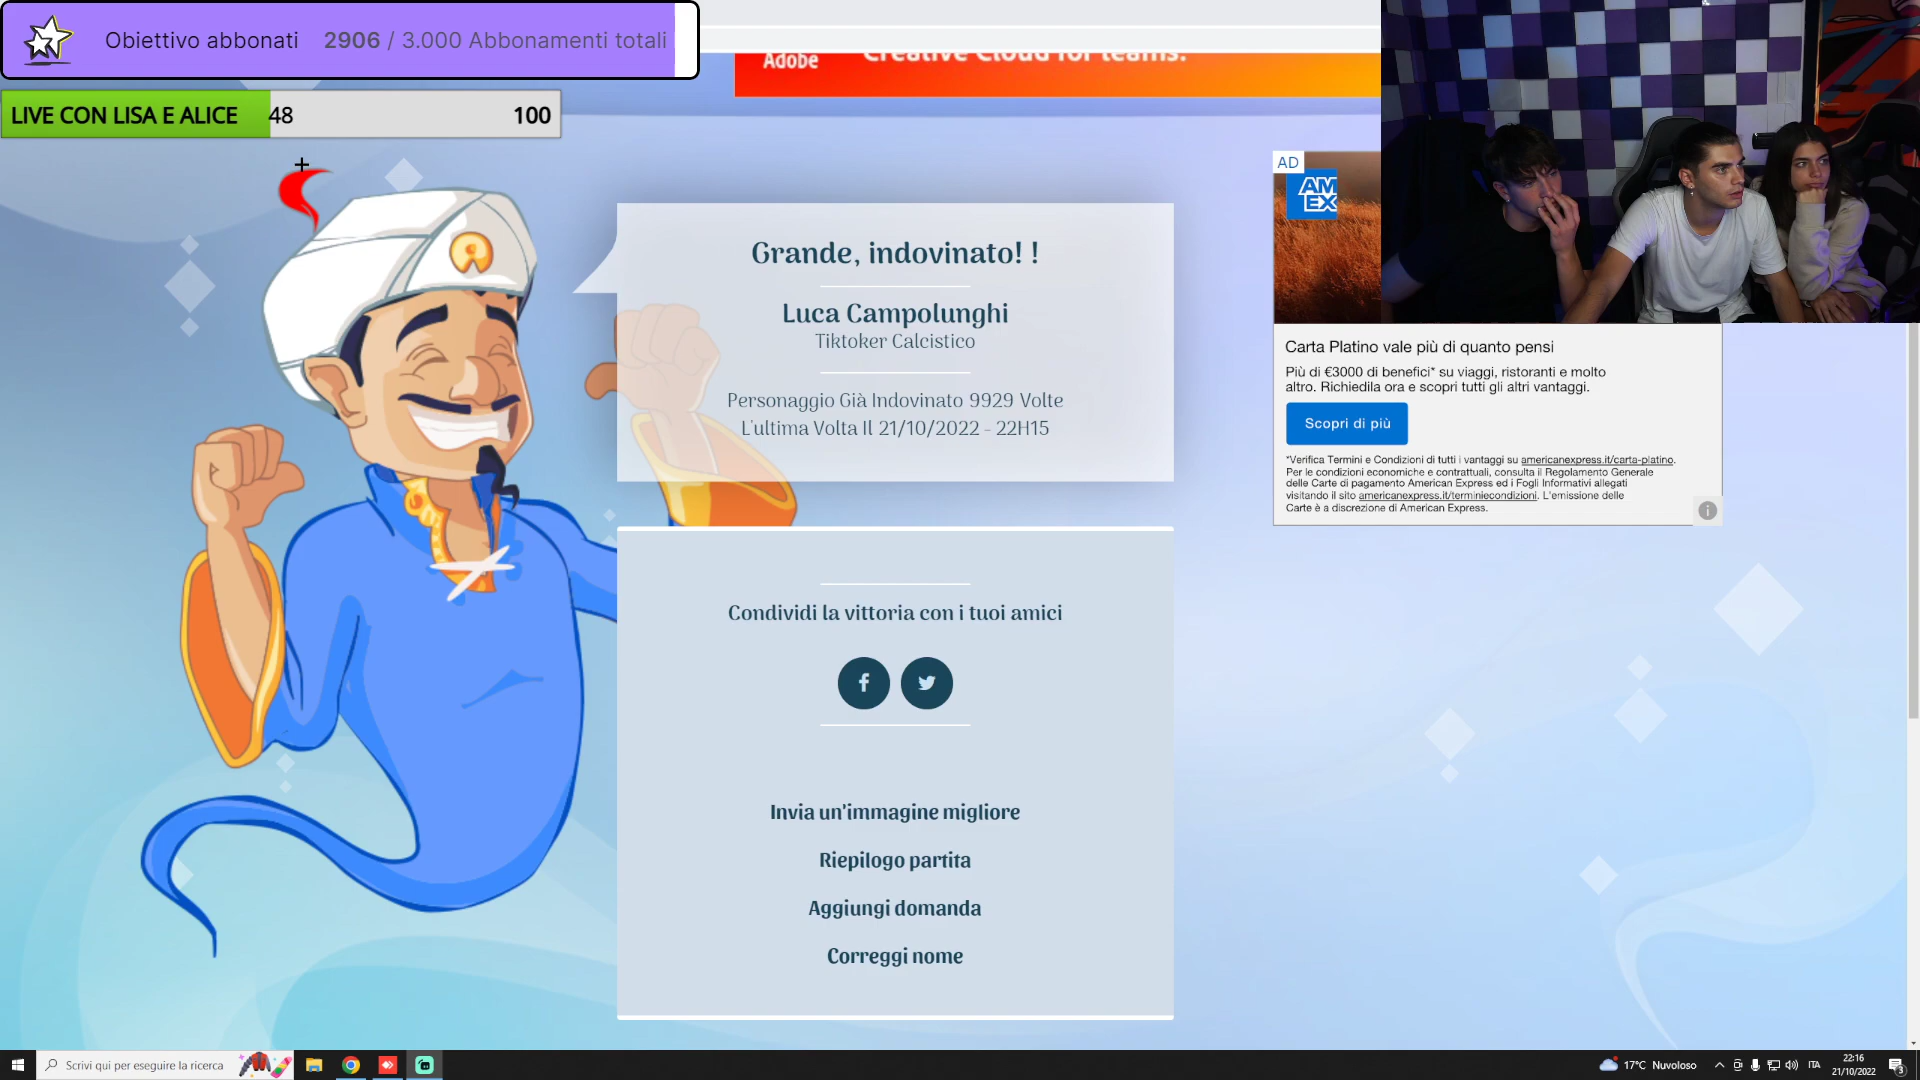 Obiettivo abbonati 2906 / 3.000 Abbonamenti totali
LIVE CON LISA E ALICE 48 100
Adobe Creative Cloud for teams.
AD
AM
EX
Grande, indovinato! !
Luca Campolunghi
Tiktoker Calcistico
Personaggio Già Indovinato 9929 Volte
L'ultima Volta Il 21/10/2022 - 22H15
Carta Platino vale più di quanto pensi
Più di €3000 di benefici* su viaggi, ristoranti e molto
altro. Richiedila ora e scopri tutti gli altri vantaggi.
Scopri di più
*Verifica Termini e Condizioni di tutti i vantaggi su americanexpress.it/carta-platino.
Per le condizioni economiche e contrattuali, consulta il Regolamento Generale
delle Carte di pagamento American Express ed i Fogli Informativi allegati
visitando il sito americanexpress.it/terminiecondizioni. L'emissione delle
Carte è a discrezione di American Express.
Condividi la vittoria con i tuoi amici
Invia un'immagine migliore
Riepilogo partita
Aggiungi domanda
Correggi nome
Scrivi qui per eseguire la ricerca
17°C Nuvoloso
ITA
22:16
21/10/2022
3